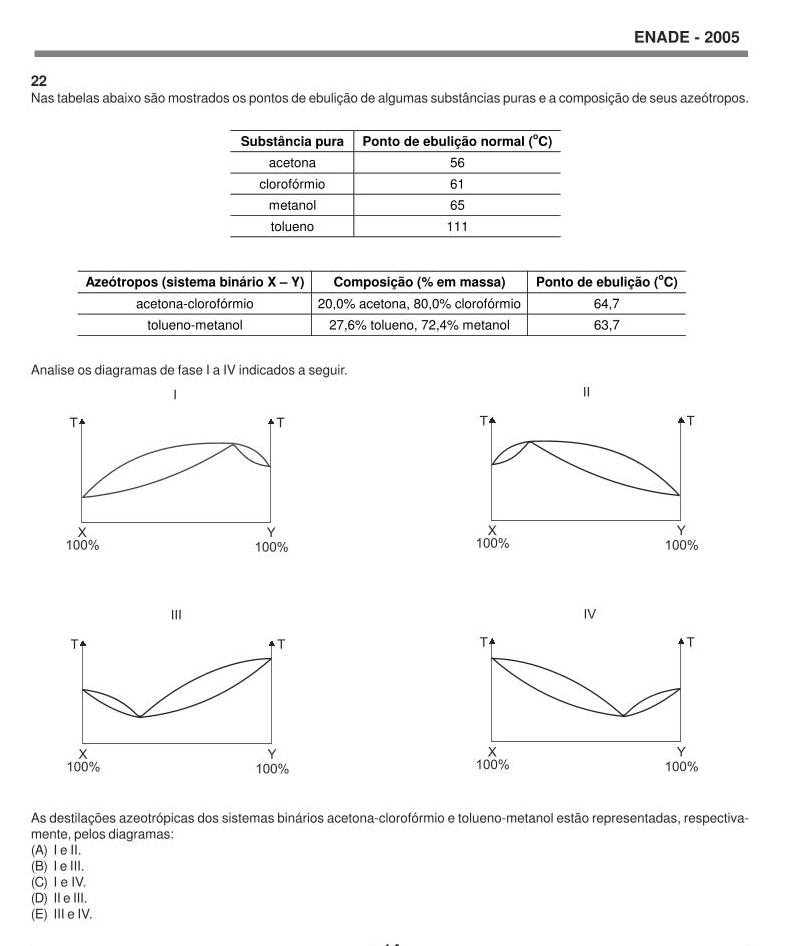 ENADE - 2005
22
Nas tabelas abaixo são mostrados os pontos de ebulição de algumas substâncias puras e a composição de seus azeótropos.
Substância pura Ponto de ebulição normal (°C)
acetona 56
clorofórmio 61
metanol 65
tolueno 111
Azeótropos (sistema binário X – Y) Composição (% em massa) Ponto de ebulição (°C)
acetona-clorofórmio 20,0% acetona, 80,0% clorofórmio 64,7
tolueno-metanol 27,6% tolueno, 72,4% metanol 63,7
Analise os diagramas de fase I a IV indicados a seguir.
I II
T T T T
X Y X Y
100% 100% 100% 100%
III IV
T T T T
X Y X Y
100% 100% 100% 100%
As destilações azeotrópicas dos sistemas binários acetona-clorofórmio e tolueno-metanol estão representadas, respectiva-
mente, pelos diagramas:
(A) I e II.
(B) I e III.
(C) I e IV.
(D) II e III.
(E) III e IV.